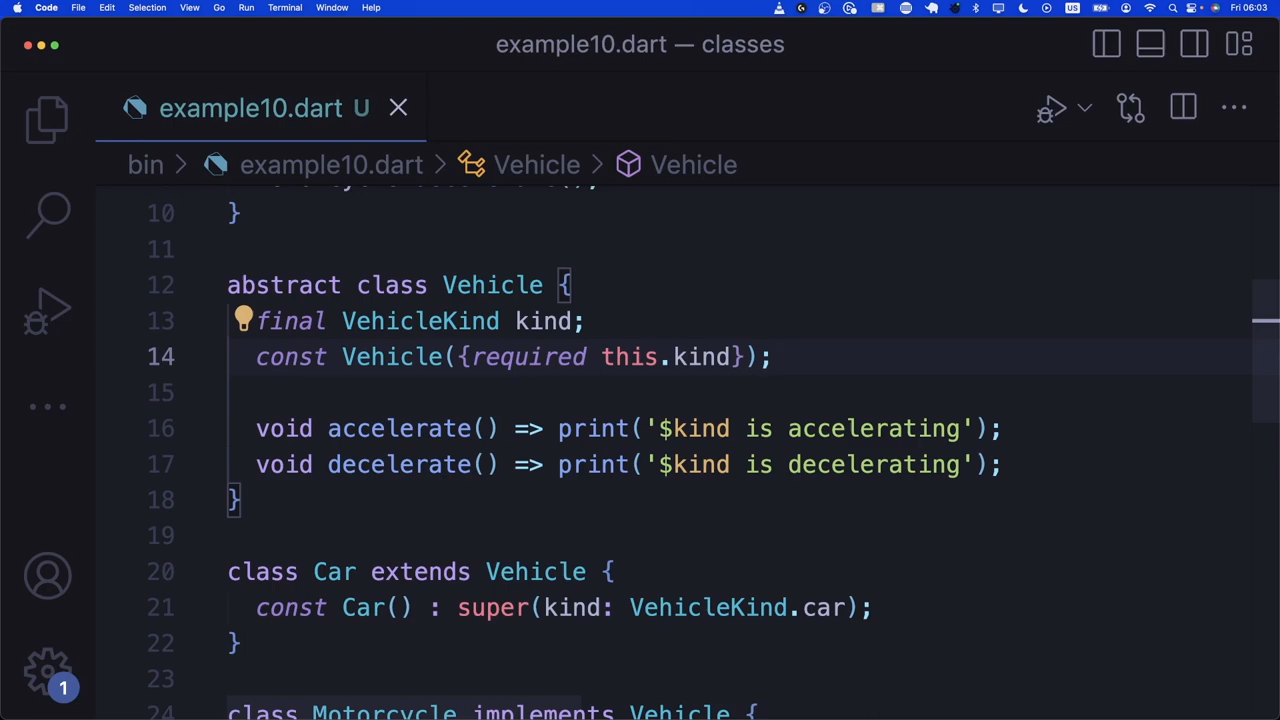 Code File Edit Selection View Go Run Terminal Window Help US Fri 06:03
example10.dart — classes
example10.dart U
bin > example10.dart > Vehicle > Vehicle
10 }
11
12 abstract class Vehicle {
13 final VehicleKind kind;
14 const Vehicle({required this.kind});
15
16 void accelerate() => print('$kind is accelerating');
17 void decelerate() => print('$kind is decelerating');
18 }
19
20 class Car extends Vehicle {
21 const Car() : super(kind: VehicleKind.car);
22 }
23
24 class Motorcycle implements Vehicle {
1